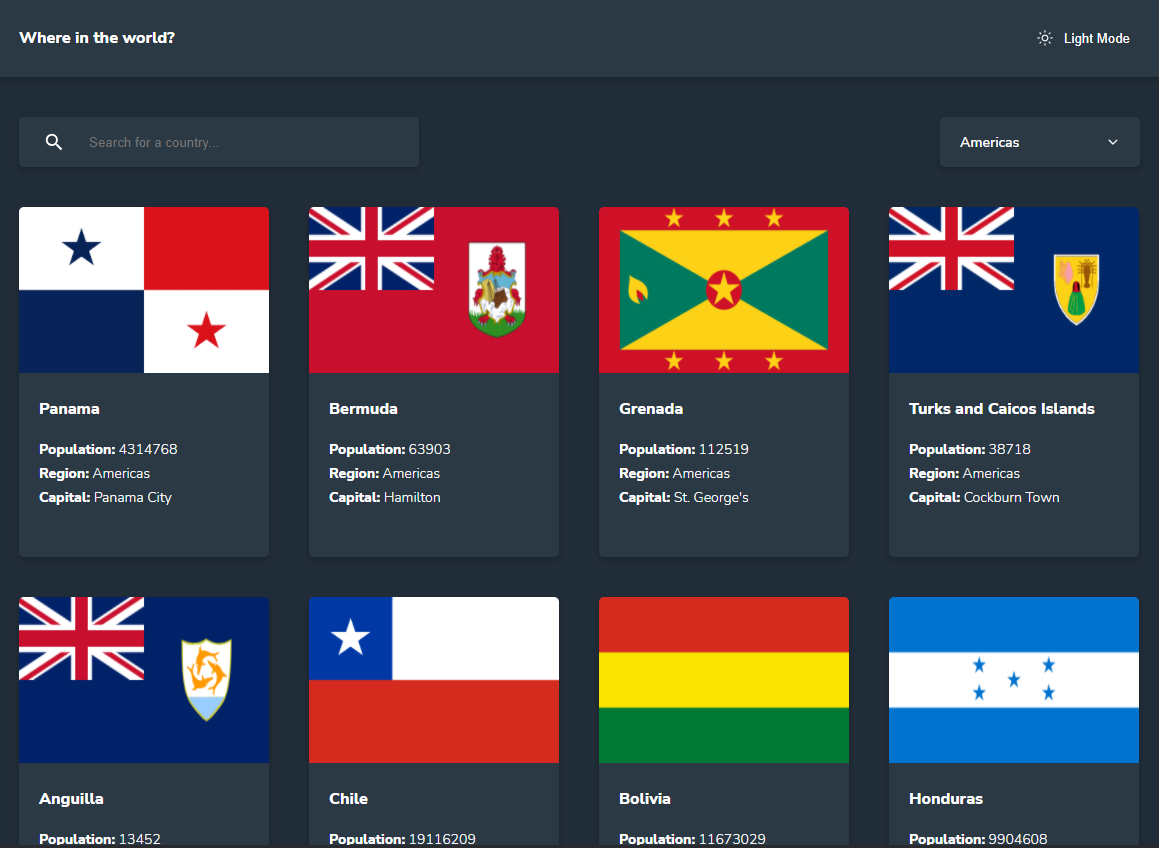 Where in the world?
Light Mode
Search for a country...
Americas
Panama
Population: 4314768
Region: Americas
Capital: Panama City
Bermuda
Population: 63903
Region: Americas
Capital: Hamilton
Grenada
Population: 112519
Region: Americas
Capital: St. George's
Turks and Caicos Islands
Population: 38718
Region: Americas
Capital: Cockburn Town
Anguilla
Population: 13452
Chile
Population: 19116209
Bolivia
Population: 11673029
Honduras
Population: 9904608